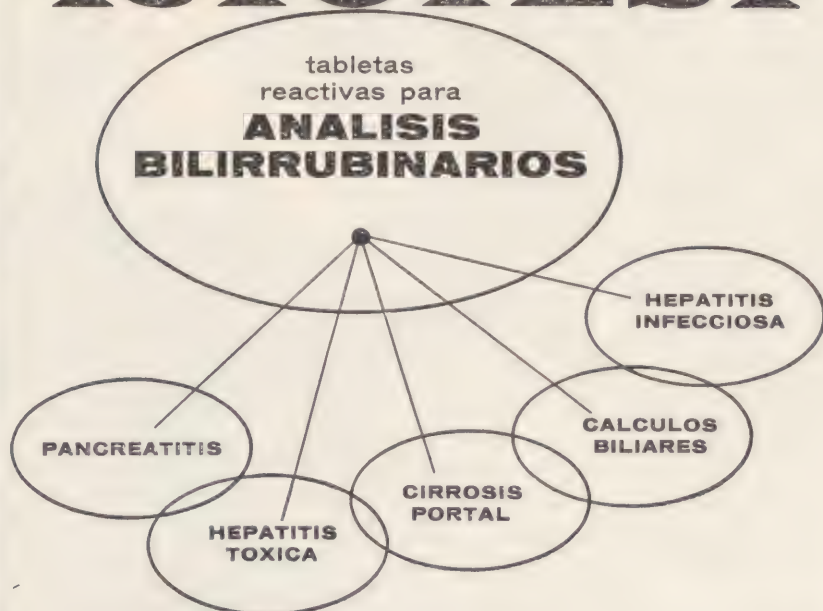 tabletas
reactivas para
ANALISIS
BILIRRUBINARIOS
HEPATITIS
INFECCIOSA
CALCULOS
BILIARES
PANCREATITIS
CIRROSIS
PORTAL
HEPATITIS
TOXICA